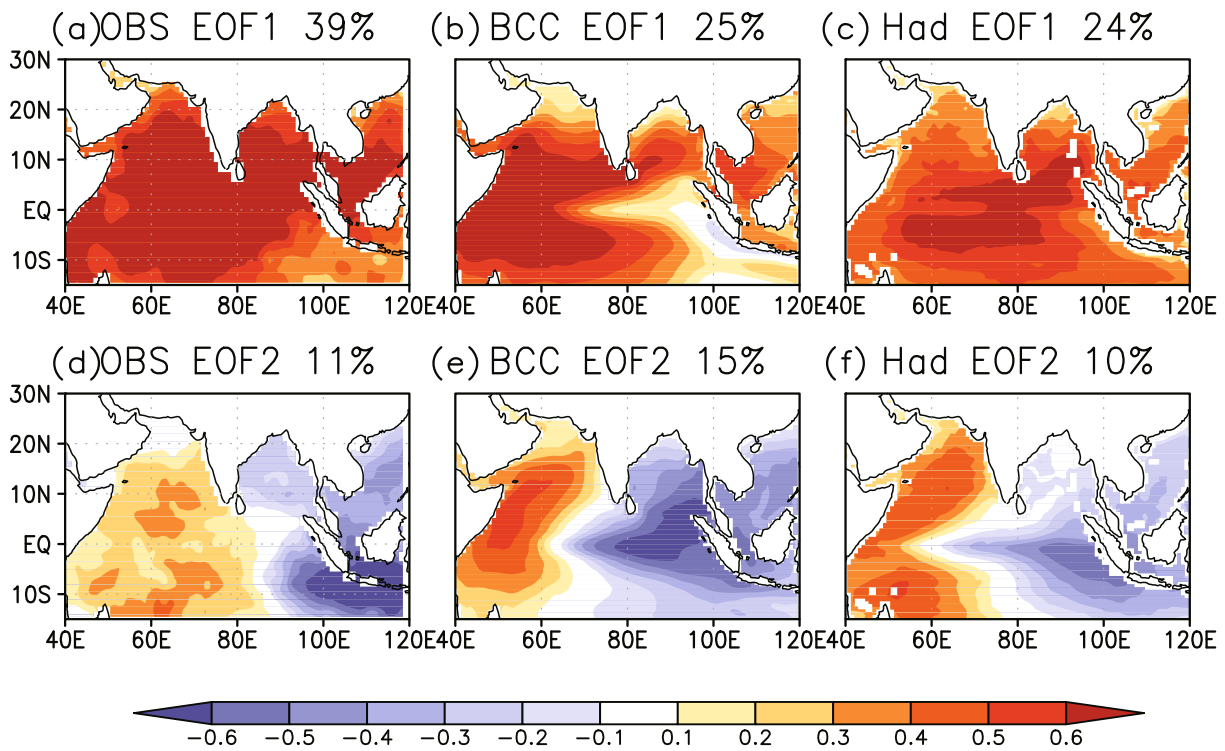 (a)OBS EOF1 39%
(b) BCC EOF1 25%
(c) Had EOF1 24%
30N
20N
10N
EQ
10S
40E 60E 80E 100E 120E
40E 60E 80E 100E 120E
40E 60E 80E 100E 120E
(d)OBS EOF2 11%
(e) BCC EOF2 15%
(f) Had EOF2 10%
30N
20N
10N
EQ
10S
40E 60E 80E 100E 120E
40E 60E 80E 100E 120E
40E 60E 80E 100E 120E
-0.6 -0.5 -0.4 -0.3 -0.2 -0.1 0.1 0.2 0.3 0.4 0.5 0.6